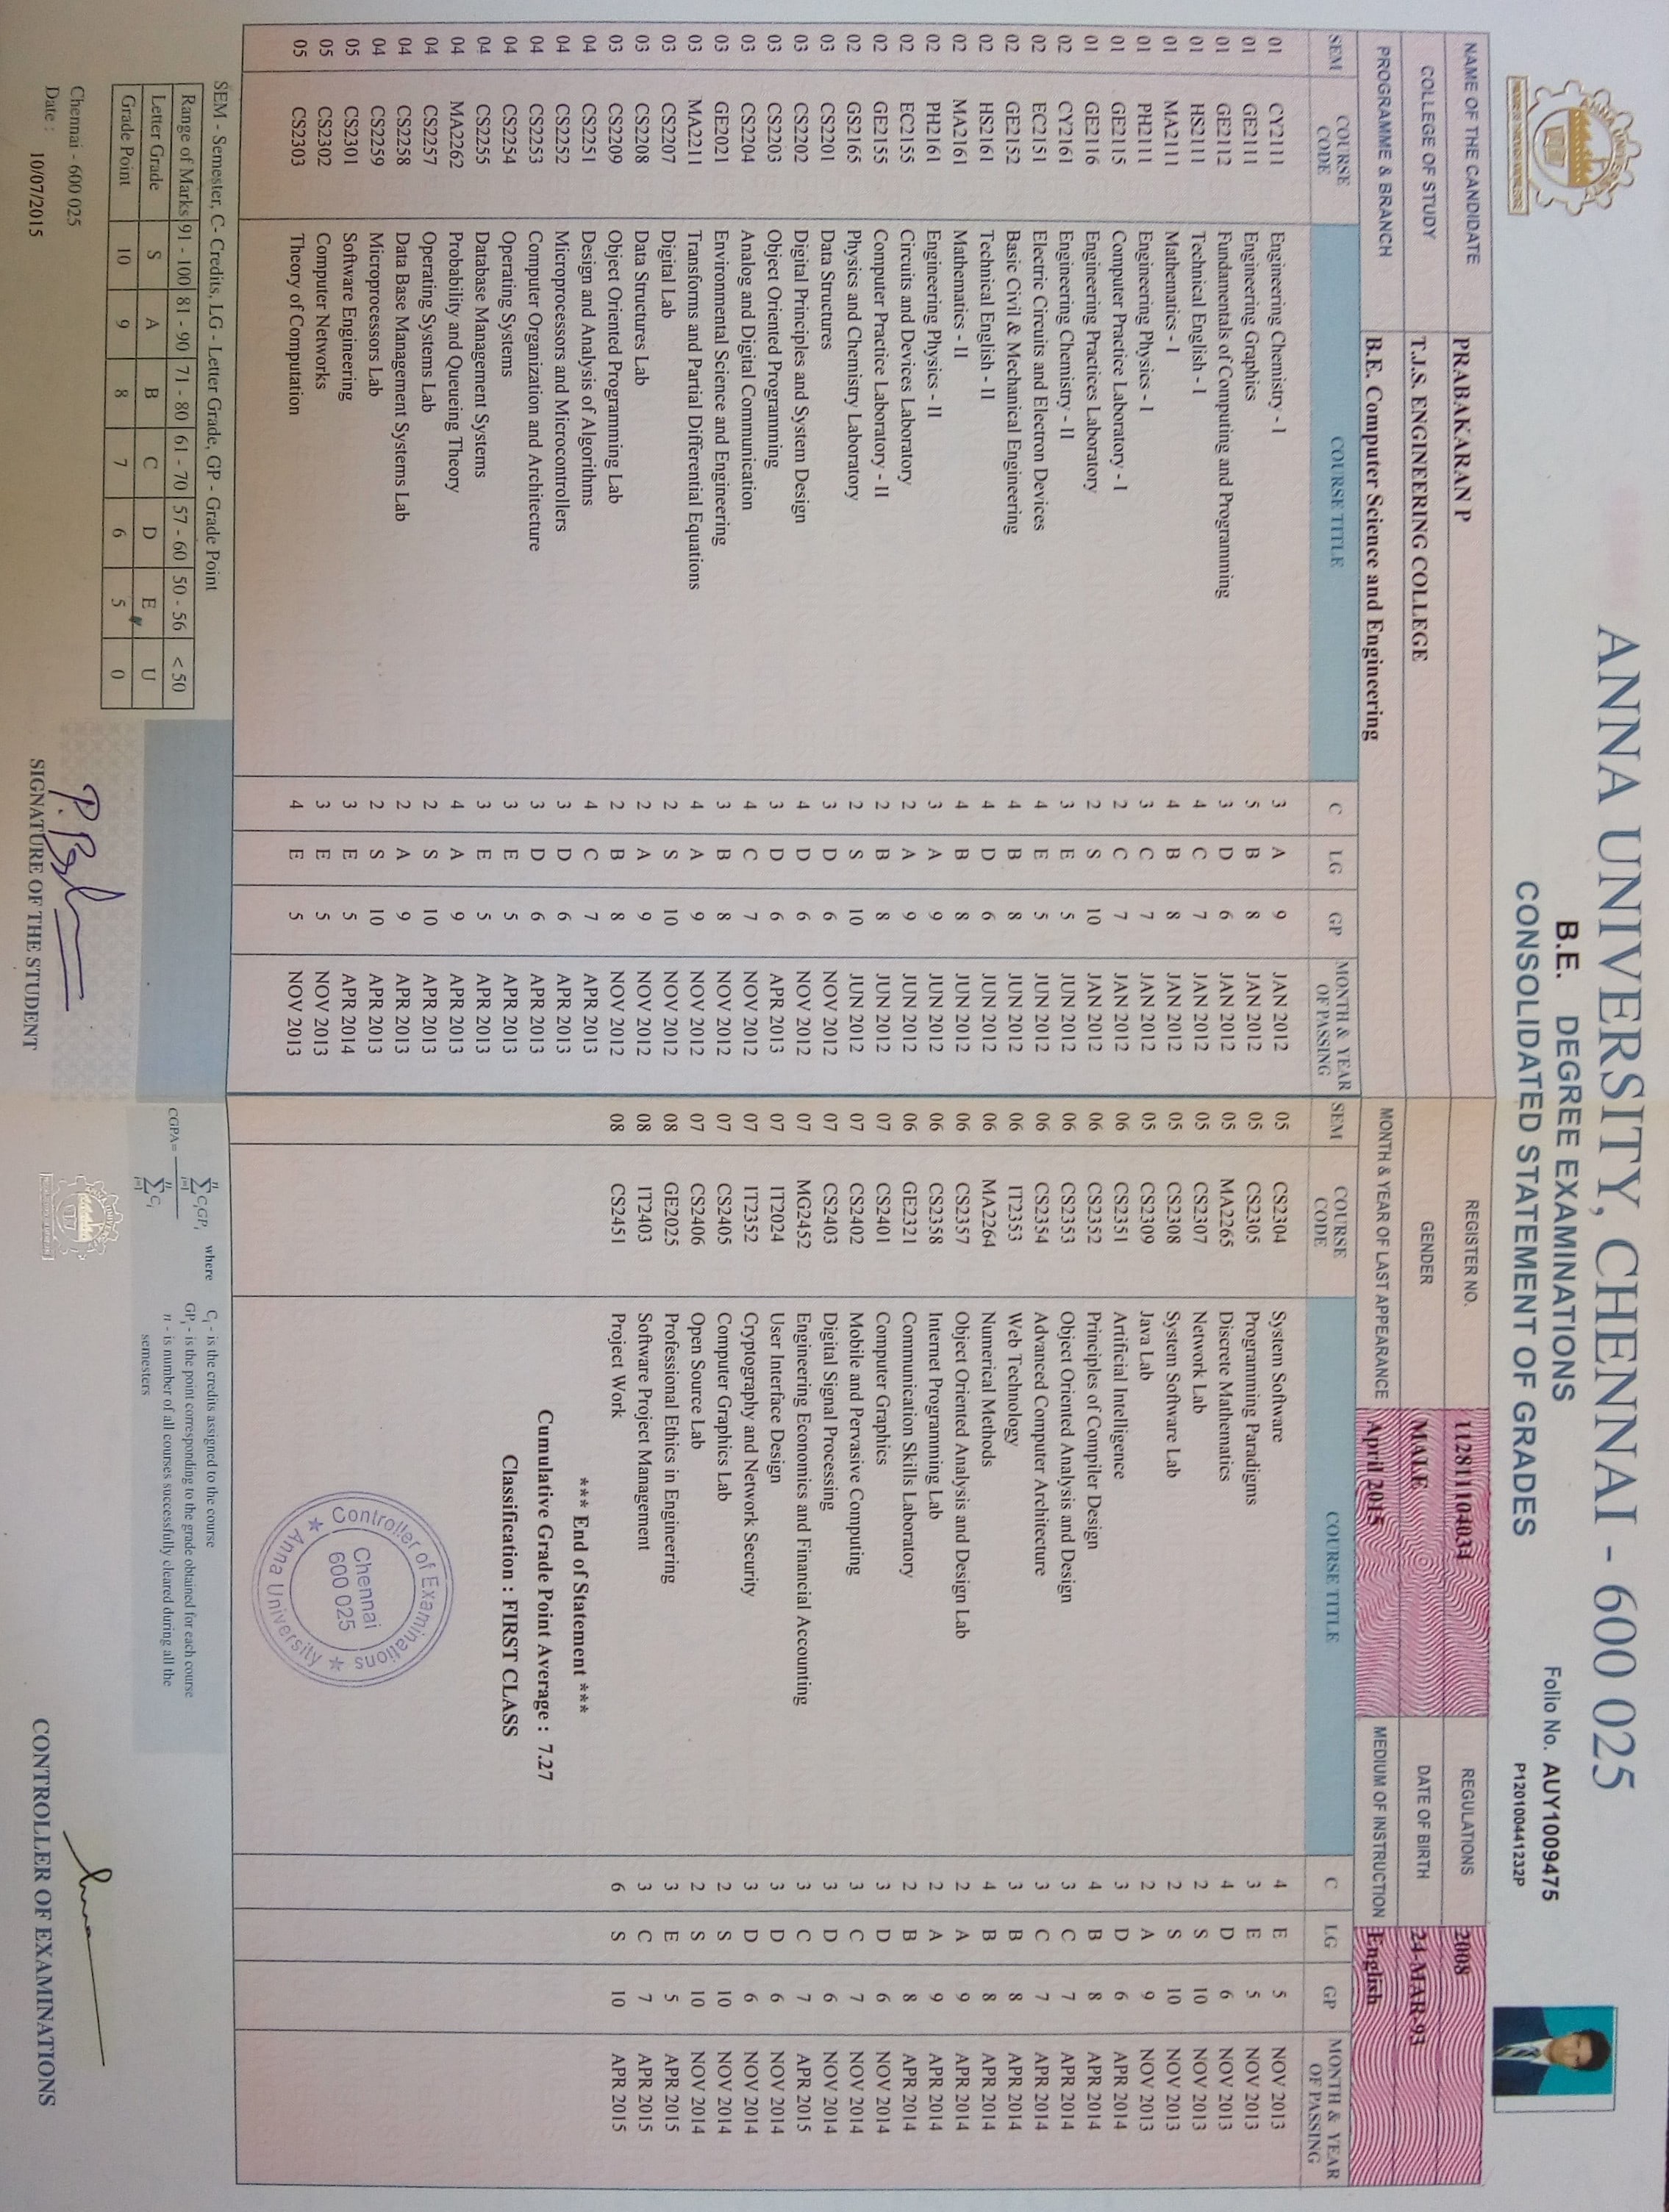 ANNA UNIVERSITY, CHENNAI - 600 025
B.E. DEGREE EXAMINATIONS
Folio No. AUY1009475
CONSOLIDATED STATEMENT OF GRADES
P120100441232P
NAME OF THE CANDIDATE PRABAKARAN P REGISTER NO. 112811104034 REGULATIONS 2008
COLLEGE OF STUDY T.J.S. ENGINEERING COLLEGE GENDER MALE DATE OF BIRTH 24-MAR-93
PROGRAMME & BRANCH B.E. Computer Science and Engineering MONTH & YEAR OF LAST APPEARANCE April 2015 MEDIUM OF INSTRUCTION English
SEM COURSE CODE COURSE TITLE C LG GP MONTH & YEAR OF PASSING
01 CY2111 Engineering Chemistry - I 3 A 9 JAN 2012
01 GE2111 Engineering Graphics 5 B 8 JAN 2012
01 GE2112 Fundamentals of Computing and Programming 3 D 6 JAN 2012
01 HS2111 Technical English - I 4 C 7 JAN 2012
01 MA2111 Mathematics - I 4 B 8 JAN 2012
01 PH2111 Engineering Physics - I 3 C 7 JAN 2012
01 GE2115 Computer Practice Laboratory - I 2 C 7 JAN 2012
01 GE2116 Engineering Practices Laboratory 2 S 10 JAN 2012
02 CY2161 Engineering Chemistry - II 3 E 5 JUN 2012
02 EC2151 Electric Circuits and Electron Devices 4 E 5 JUN 2012
02 GE2152 Basic Civil & Mechanical Engineering 4 B 8 JUN 2012
02 HS2161 Technical English - II 4 D 6 JUN 2012
02 MA2161 Mathematics - II 4 B 8 JUN 2012
02 PH2161 Engineering Physics - II 3 A 9 JUN 2012
02 EC2155 Circuits and Devices Laboratory 2 A 9 JUN 2012
02 GE2155 Computer Practice Laboratory - II 2 B 8 JUN 2012
02 GS2165 Physics and Chemistry Laboratory 2 S 10 JUN 2012
03 CS2201 Data Structures 3 D 6 NOV 2012
03 CS2202 Digital Principles and System Design 4 D 6 NOV 2012
03 CS2203 Object Oriented Programming 3 D 6 APR 2013
03 CS2204 Analog and Digital Communication 4 C 7 NOV 2012
03 GE2021 Environmental Science and Engineering 3 B 8 NOV 2012
03 MA2211 Transforms and Partial Differential Equations 4 A 9 NOV 2012
03 CS2207 Digital Lab 2 S 10 NOV 2012
03 CS2208 Data Structures Lab 2 A 9 NOV 2012
03 CS2209 Object Oriented Programming Lab 2 B 8 NOV 2012
04 CS2251 Design and Analysis of Algorithms 4 C 7 APR 2013
04 CS2252 Microprocessors and Microcontrollers 3 D 6 APR 2013
04 CS2253 Computer Organization and Architecture 3 D 6 APR 2013
04 CS2254 Operating Systems 3 E 5 APR 2013
04 CS2255 Database Management Systems 3 E 5 APR 2013
04 MA2262 Probability and Queueing Theory 4 A 9 APR 2013
04 CS2257 Operating Systems Lab 2 S 10 APR 2013
04 CS2258 Data Base Management Systems Lab 2 A 9 APR 2013
04 CS2259 Microprocessors Lab 2 S 10 APR 2013
05 CS2301 Software Engineering 3 E 5 APR 2014
05 CS2302 Computer Networks 3 E 5 NOV 2013
05 CS2303 Theory of Computation 4 E 5 NOV 2013
SEM COURSE CODE COURSE TITLE C LG GP MONTH & YEAR OF PASSING
05 CS2304 System Software 4 E 5 NOV 2013
05 CS2305 Programming Paradigms 3 E 5 NOV 2013
05 MA2265 Discrete Mathematics 4 D 6 NOV 2013
05 CS2307 Network Lab 2 S 10 NOV 2013
05 CS2308 System Software Lab 2 S 10 NOV 2013
05 CS2309 Java Lab 2 A 9 NOV 2013
06 CS2351 Artificial Intelligence 3 D 6 APR 2014
06 CS2352 Principles of Compiler Design 4 B 8 APR 2014
06 CS2353 Object Oriented Analysis and Design 3 C 7 APR 2014
06 CS2354 Advanced Computer Architecture 3 C 7 APR 2014
06 IT2353 Web Technology 3 B 8 APR 2014
06 MA2264 Numerical Methods 4 B 8 APR 2014
06 CS2357 Object Oriented Analysis and Design Lab 2 A 9 APR 2014
06 CS2358 Internet Programming Lab 2 A 9 APR 2014
06 GE2321 Communication Skills Laboratory 2 B 8 APR 2014
07 CS2401 Computer Graphics 3 D 6 NOV 2014
07 CS2402 Mobile and Pervasive Computing 3 C 7 NOV 2014
07 CS2403 Digital Signal Processing 3 D 6 NOV 2014
07 MG2452 Engineering Economics and Financial Accounting 3 C 7 APR 2015
07 IT2024 User Interface Design 3 D 6 NOV 2014
07 IT2352 Cryptography and Network Security 3 D 6 NOV 2014
07 CS2405 Computer Graphics Lab 2 S 10 NOV 2014
07 CS2406 Open Source Lab 2 S 10 NOV 2014
08 GE2025 Professional Ethics in Engineering 3 E 5 APR 2015
08 IT2403 Software Project Management 3 C 7 APR 2015
08 CS2451 Project Work 6 S 10 APR 2015
*** End of Statement ***
Cumulative Grade Point Average : 7.27
Classification : FIRST CLASS
Controller of Examinations
Chennai
600 025
★ Anna University ★
SEM - Semester, C- Credits, LG - Letter Grade, GP - Grade Point
Range of Marks 91 - 100 81 - 90 71 - 80 61 - 70 57 - 60 50 - 56 < 50
Letter Grade S A B C D E U
Grade Point 10 9 8 7 6 5 0
CGPA = ∑ CiGPi / ∑ Ci where
Ci - is the credits assigned to the course
GPi - is the point corresponding to the grade obtained for each course
n - is number of all courses successfully cleared during all the
semesters
Chennai - 600 025
Date : 10/07/2015
SIGNATURE OF THE STUDENT
CONTROLLER OF EXAMINATIONS